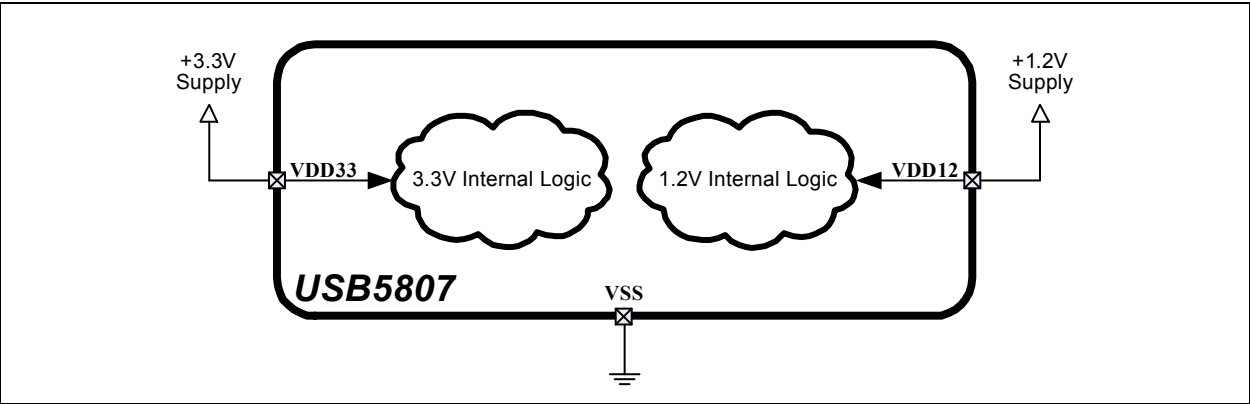 +3.3V
Supply
+1.2V
Supply
VDD33
3.3V Internal Logic
1.2V Internal Logic
VDD12
USB5807
VSS